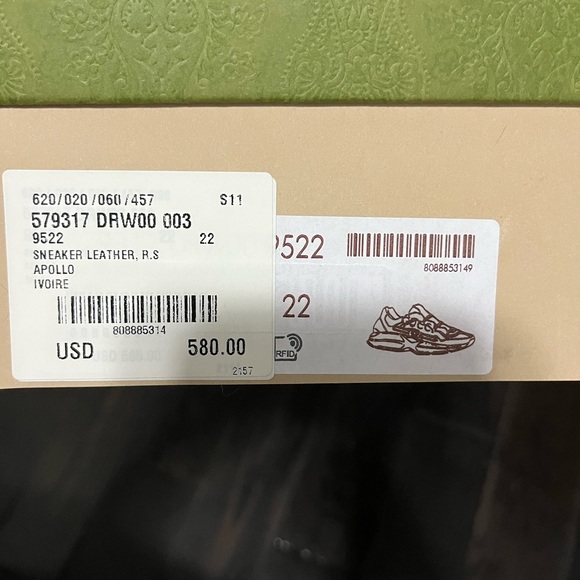 620/020/060/457 S11
579317 DRW00 003
9522 22
SNEAKER LEATHER, R.S
APOLLO
IVOIRE
808885314
USD 580.00
2157
9522
8088853149
22
RFID